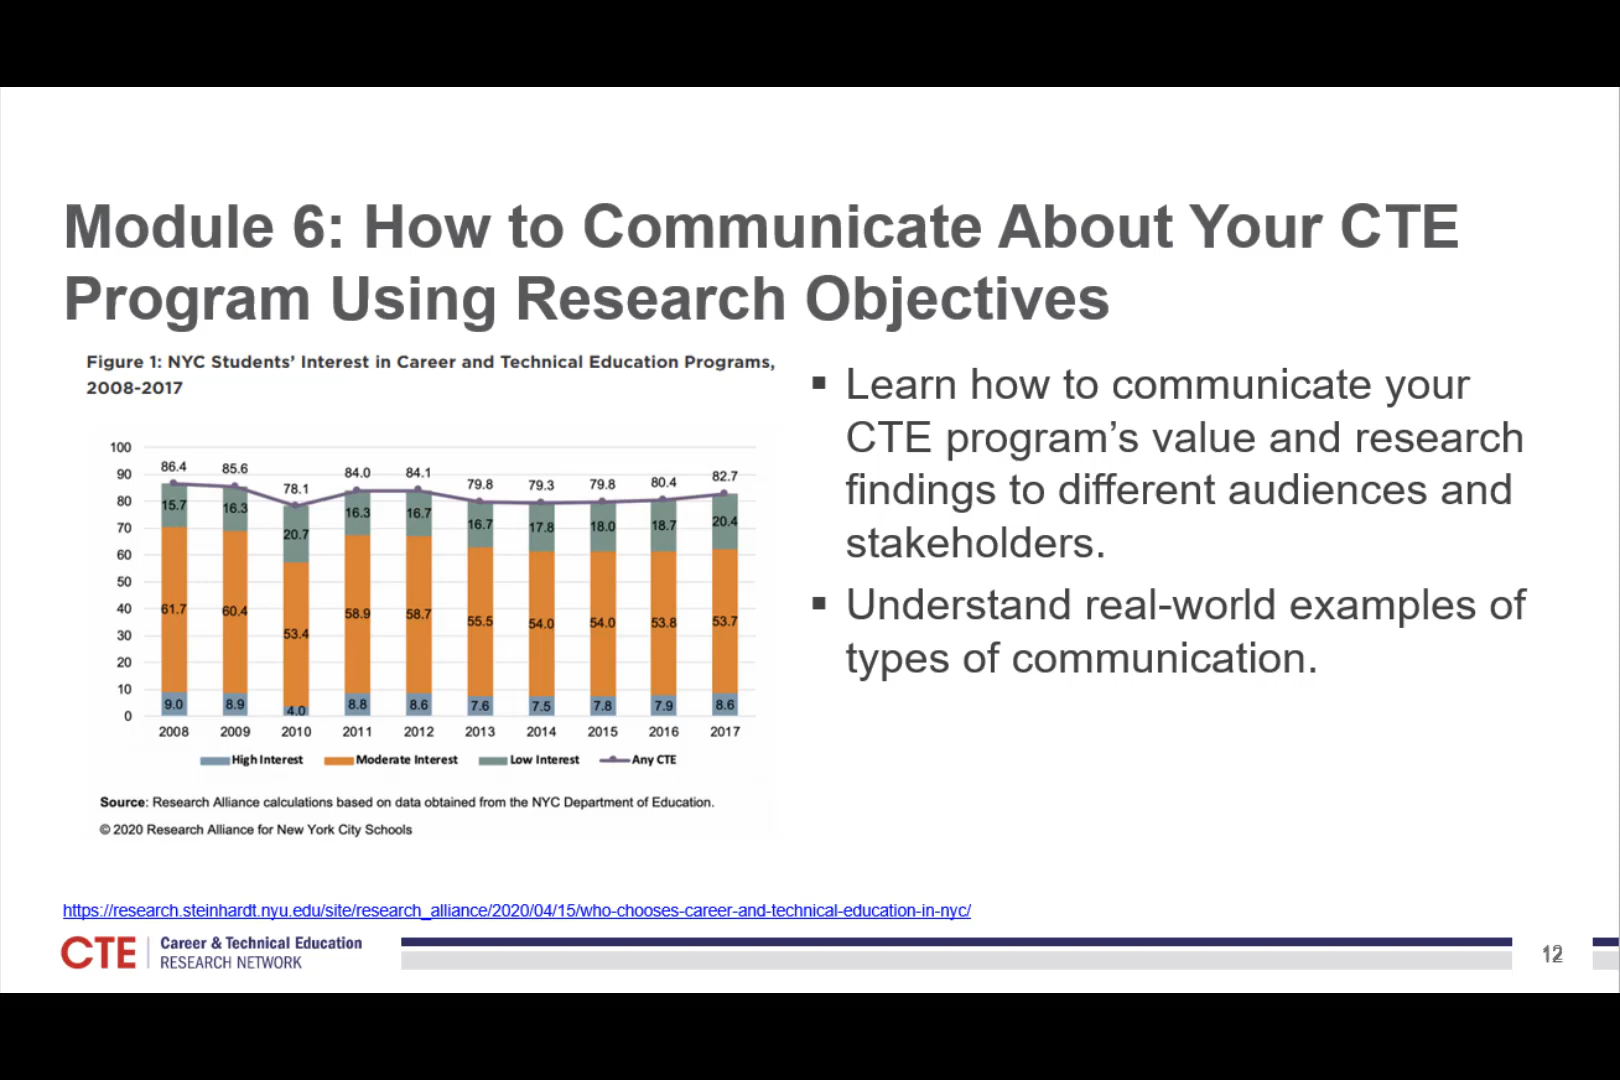 Module 6: How to Communicate About Your CTE
Program Using Research Objectives
Figure 1: NYC Students’ Interest in Career and Technical Education Programs,
2008-2017
100
90
80
70
60
50
40
30
20
10
0
86.4 85.6 78.1 84.0 84.1 79.8 79.3 79.8 80.4 82.7
15.7 16.3 20.7 16.3 16.7 16.7 17.8 18.0 18.7 20.4
61.7 60.4 53.4 58.9 58.7 55.5 54.0 54.0 53.8 53.7
9.0 8.9 4.0 8.8 8.6 7.6 7.5 7.8 7.9 8.6
2008 2009 2010 2011 2012 2013 2014 2015 2016 2017
High Interest Moderate Interest Low Interest Any CTE
Source: Research Alliance calculations based on data obtained from the NYC Department of Education.
© 2020 Research Alliance for New York City Schools
▪ Learn how to communicate your
CTE program’s value and research
findings to different audiences and
stakeholders.
▪ Understand real-world examples of
types of communication.
https://research.steinhardt.nyu.edu/site/research_alliance/2020/04/15/who-chooses-career-and-technical-education-in-nyc/
CTE Career & Technical Education
RESEARCH NETWORK
12